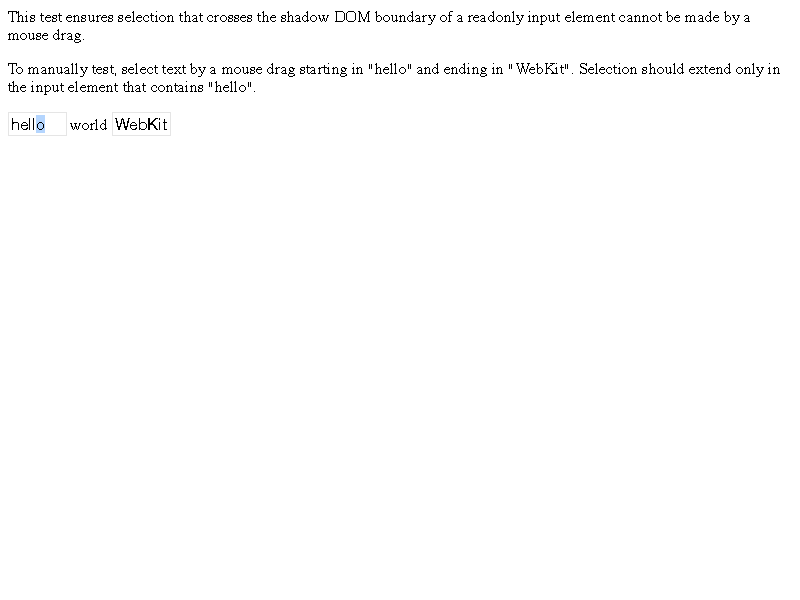 This test ensures selection that crosses the shadow DOM boundary of a readonly input element cannot be made by a
mouse drag.
To manually test, select text by a mouse drag starting in "hello" and ending in "WebKit". Selection should extend only in
the input element that contains "hello".
hello world WebKit